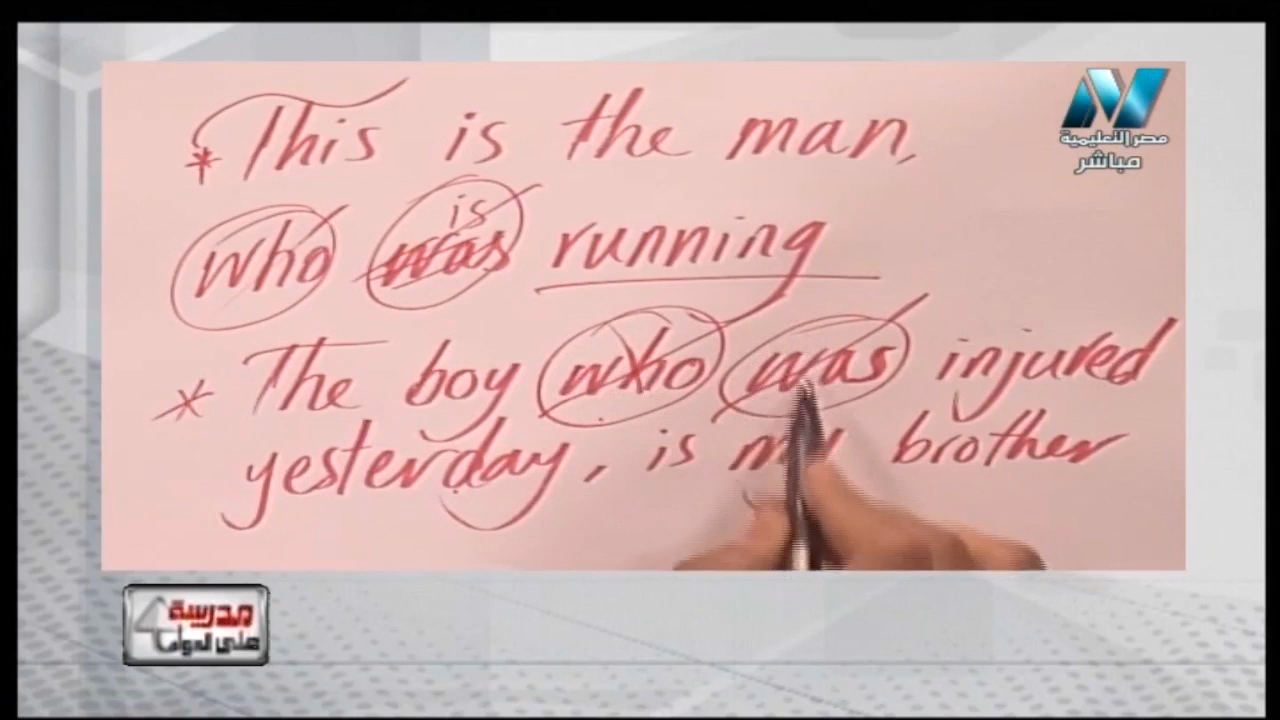 * This is the man,
who was is running
* The boy who was injured
yesterday, is my brother
مصر التعليمية
مباشر
مدرسة
على الهواء
4